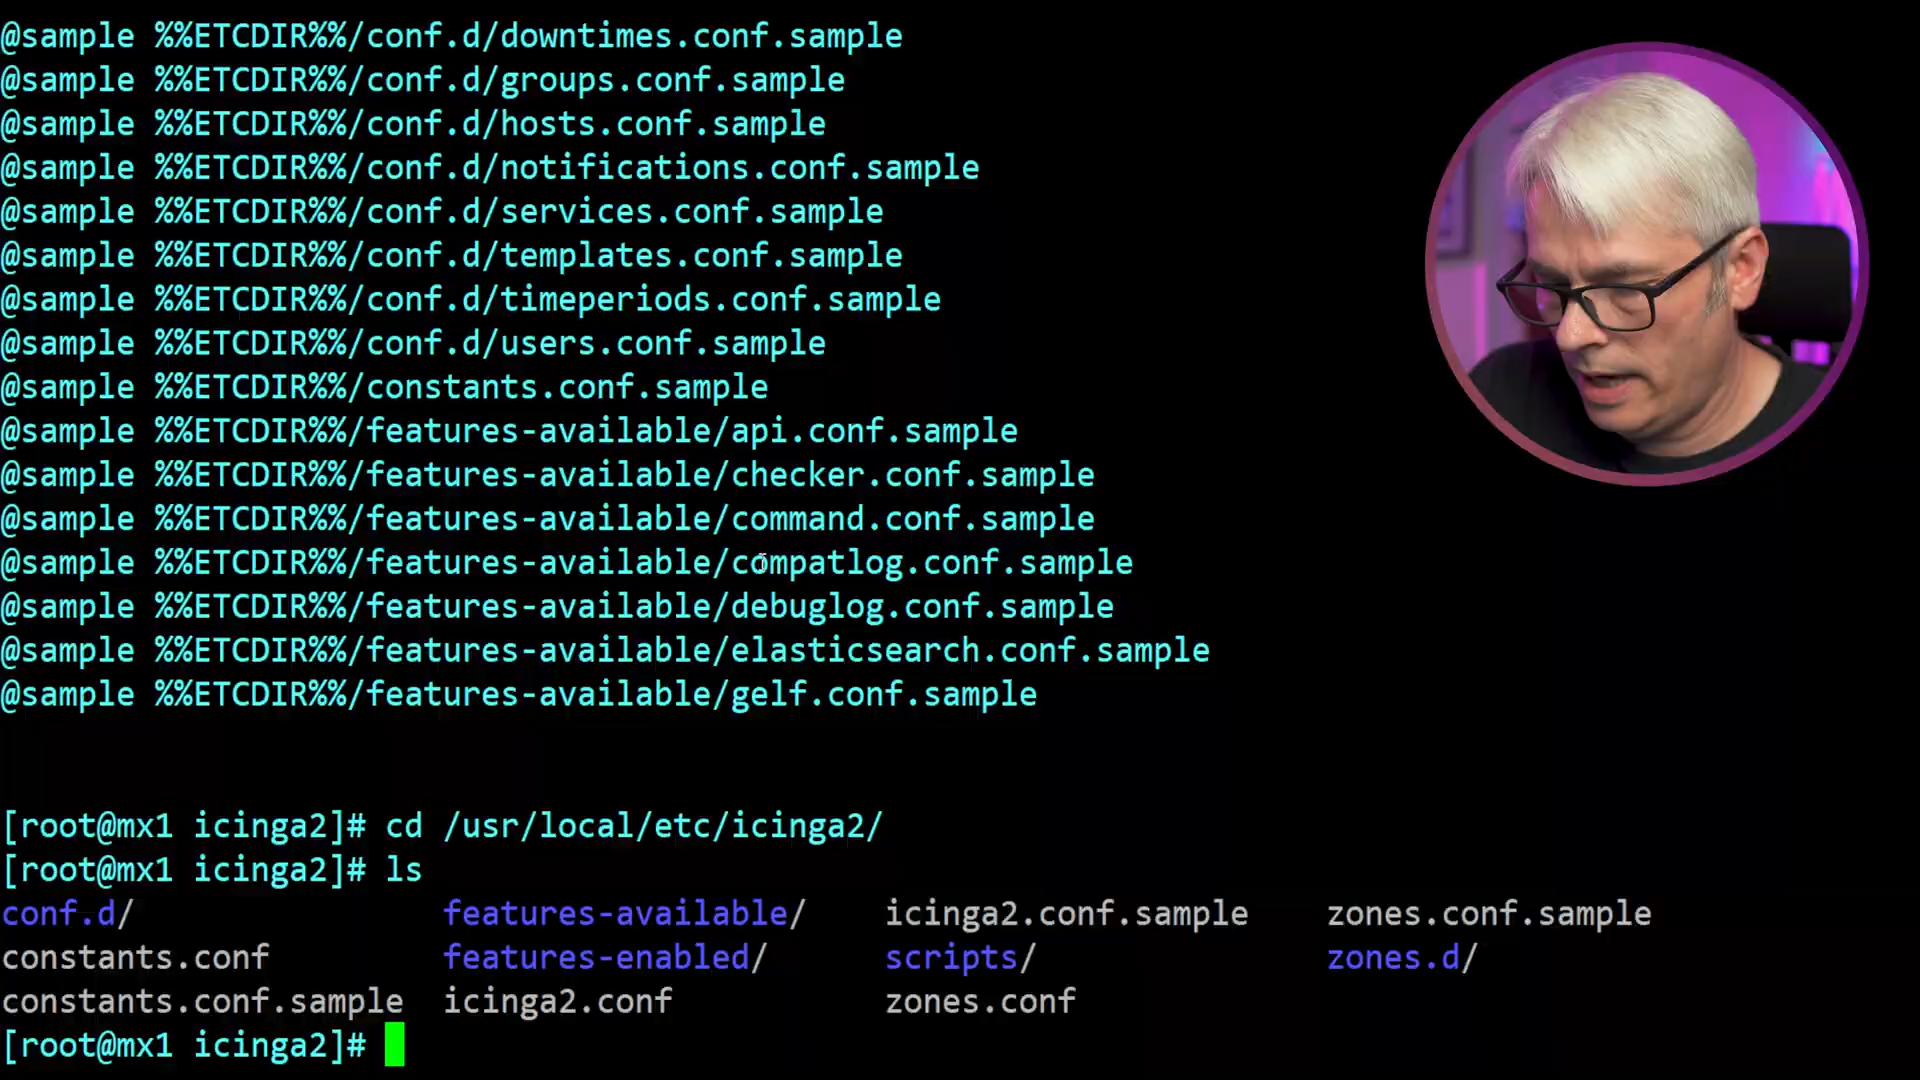 @sample %%ETCDIR%%/conf.d/downtimes.conf.sample
@sample %%ETCDIR%%/conf.d/groups.conf.sample
@sample %%ETCDIR%%/conf.d/hosts.conf.sample
@sample %%ETCDIR%%/conf.d/notifications.conf.sample
@sample %%ETCDIR%%/conf.d/services.conf.sample
@sample %%ETCDIR%%/conf.d/templates.conf.sample
@sample %%ETCDIR%%/conf.d/timeperiods.conf.sample
@sample %%ETCDIR%%/conf.d/users.conf.sample
@sample %%ETCDIR%%/constants.conf.sample
@sample %%ETCDIR%%/features-available/api.conf.sample
@sample %%ETCDIR%%/features-available/checker.conf.sample
@sample %%ETCDIR%%/features-available/command.conf.sample
@sample %%ETCDIR%%/features-available/compatlog.conf.sample
@sample %%ETCDIR%%/features-available/debuglog.conf.sample
@sample %%ETCDIR%%/features-available/elasticsearch.conf.sample
@sample %%ETCDIR%%/features-available/gelf.conf.sample
[root@mx1 icinga2]# cd /usr/local/etc/icinga2/
[root@mx1 icinga2]# ls
conf.d/ features-available/ icinga2.conf.sample zones.conf.sample
constants.conf features-enabled/ scripts/ zones.d/
constants.conf.sample icinga2.conf zones.conf
[root@mx1 icinga2]#